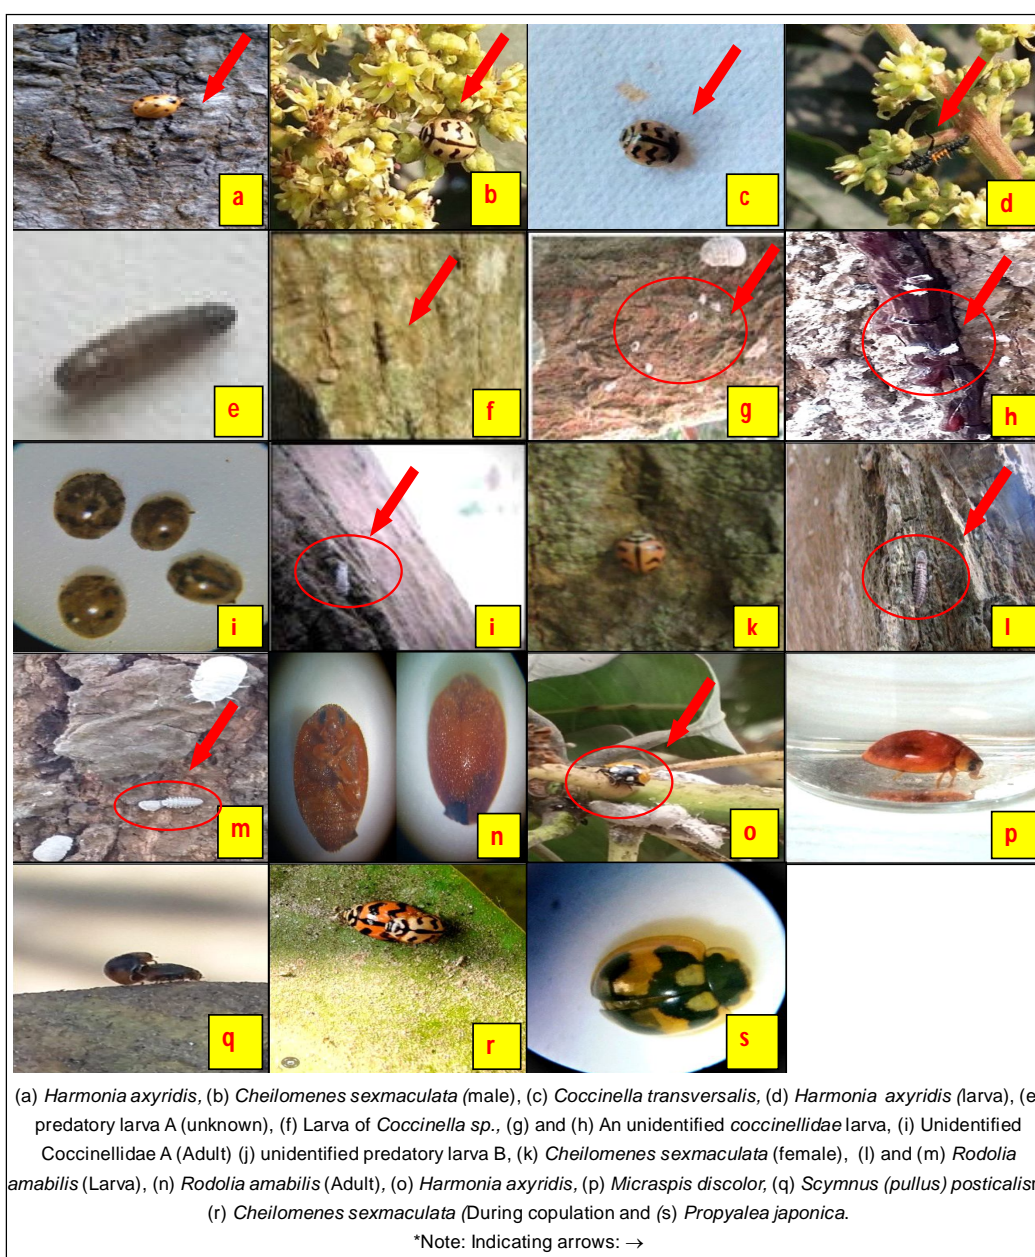 a
b
c
d
e
f
g
h
i
i
k
l
m
n
o
p
q
r
s
(a) Harmonia axyridis, (b) Cheilomenes sexmaculata (male), (c) Coccinella transversalis, (d) Harmonia axyridis (larva), (e
predatory larva A (unknown), (f) Larva of Coccinella sp., (g) and (h) An unidentified coccinellidae larva, (i) Unidentified
Coccinellidae A (Adult) (j) unidentified predatory larva B, (k) Cheilomenes sexmaculata (female), (l) and (m) Rodolia
amabilis (Larva), (n) Rodolia amabilis (Adult), (o) Harmonia axyridis, (p) Micraspis discolor, (q) Scymnus (pullus) posticalis
(r) Cheilomenes sexmaculata (During copulation and (s) Propyalea japonica.
*Note: Indicating arrows: →